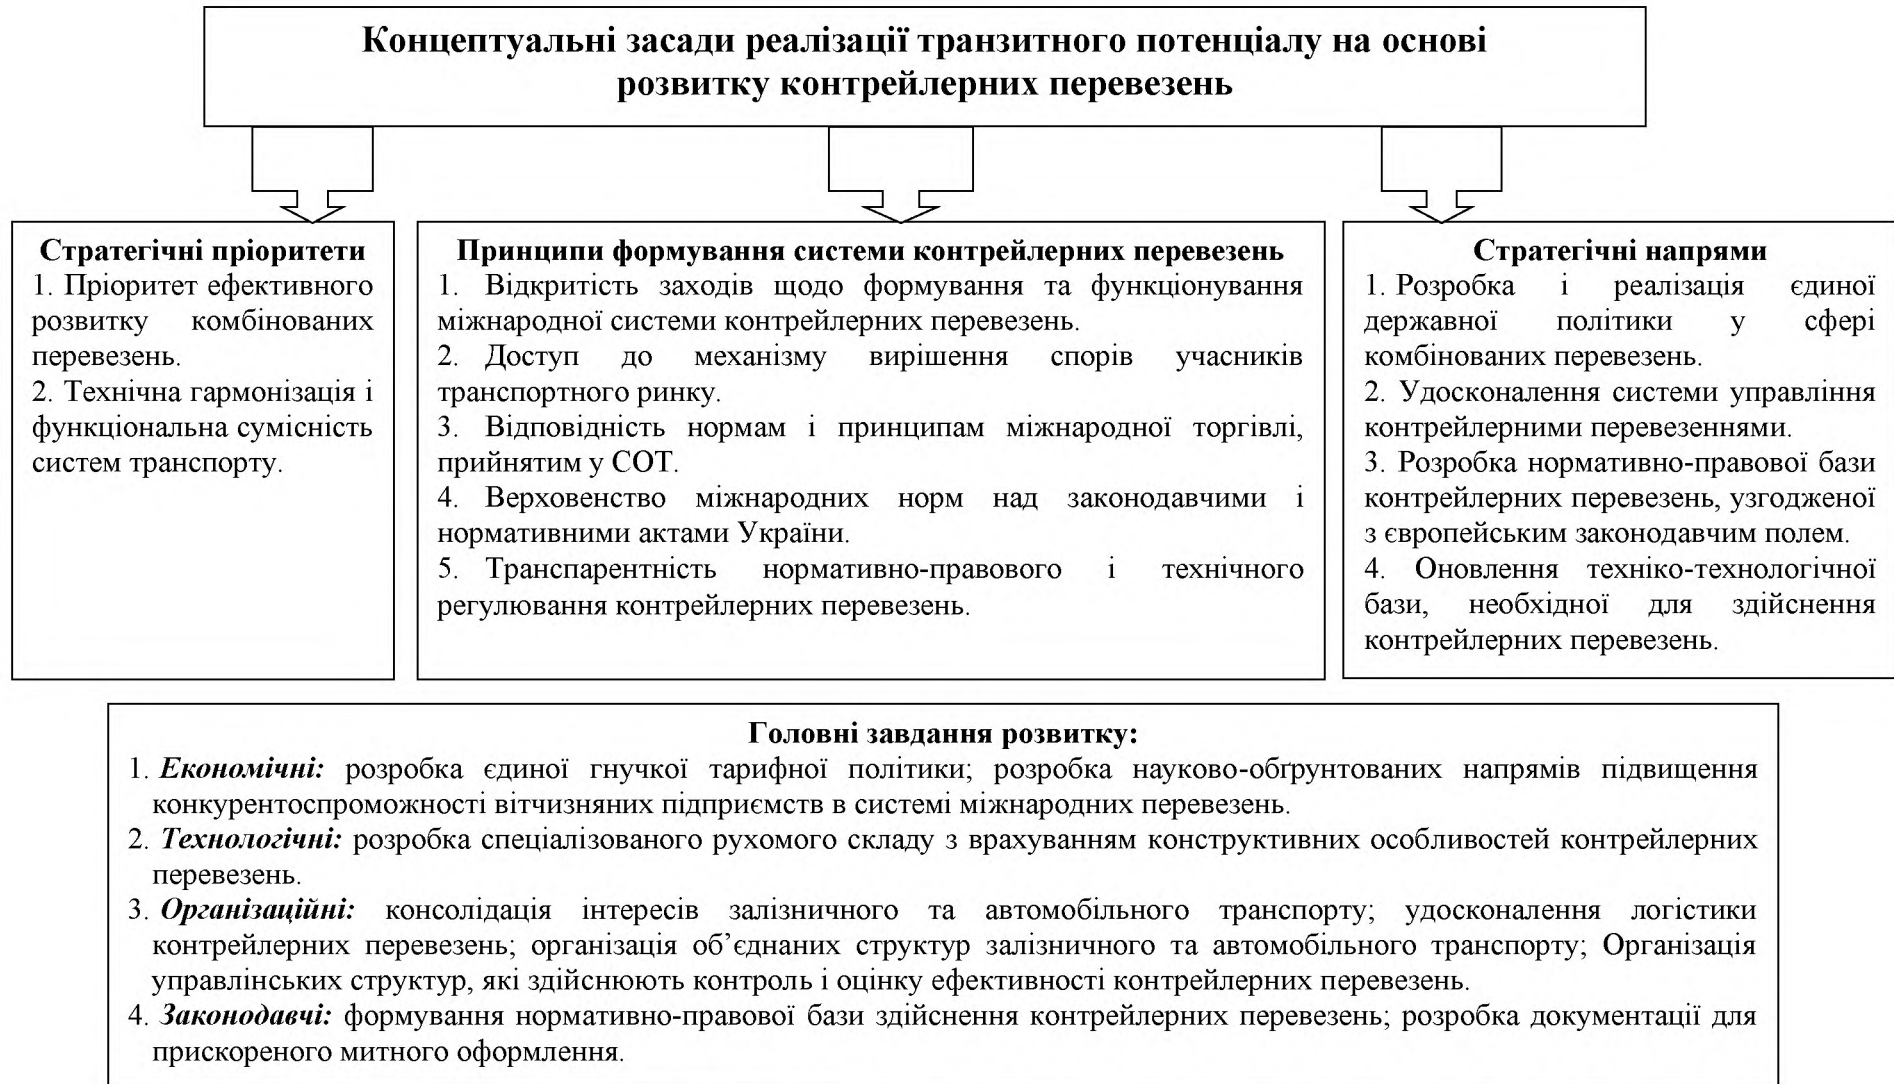 Концептуальні засади реалізації транзитного потенціалу на основі
розвитку контрейлерних перевезень
Стратегічні пріоритети
1. Пріоритет ефективного
розвитку комбінованих
перевезень.
2. Технічна гармонізація і
функціональна сумісність
систем транспорту.
Принципи формування системи контрейлерних перевезень
1. Відкритість заходів щодо формування та функціонування
міжнародної системи контрейлерних перевезень.
2. Доступ до механізму вирішення спорів учасників
транспортного ринку.
3. Відповідність нормам і принципам міжнародної торгівлі,
прийнятим у СОТ.
4. Верховенство міжнародних норм над законодавчими і
нормативними актами України.
5. Транспарентність нормативно-правового і технічного
регулювання контрейлерних перевезень.
Стратегічні напрями
1. Розробка і реалізація єдиної
державної політики у сфері
комбінованих перевезень.
2. Удосконалення системи управління
контрейлерними перевезеннями.
3. Розробка нормативно-правової бази
контрейлерних перевезень, узгодженої
з європейським законодавчим полем.
4. Оновлення техніко-технологічної
бази, необхідної для здійснення
контрейлерних перевезень.
Головні завдання розвитку:
1. Економічні: розробка єдиної гнучкої тарифної політики; розробка науково-обґрунтованих напрямів підвищення
конкурентоспроможності вітчизняних підприємств в системі міжнародних перевезень.
2. Технологічні: розробка спеціалізованого рухомого складу з врахуванням конструктивних особливостей контрейлерних
перевезень.
3. Організаційні: консолідація інтересів залізничного та автомобільного транспорту; удосконалення логістики
контрейлерних перевезень; організація об’єднаних структур залізничного та автомобільного транспорту; Організація
управлінських структур, які здійснюють контроль і оцінку ефективності контрейлерних перевезень.
4. Законодавчі: формування нормативно-правової бази здійснення контрейлерних перевезень; розробка документації для
прискореного митного оформлення.